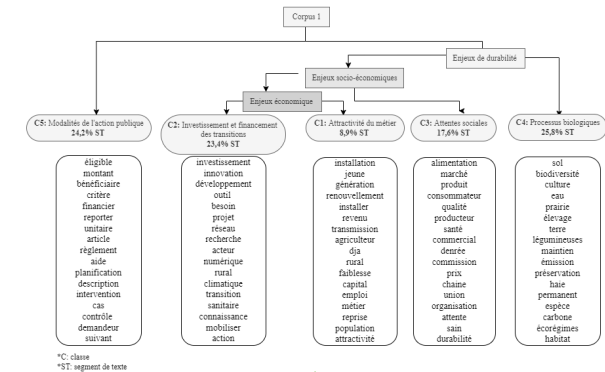 Corpus 1
Enjeux de durabilité
Enjeux socio-économiques
Enjeux économique
C5: Modalités de l'action publique
24,2% ST
C2: Investissement et financement
des transitions
23,4% ST
C1: Attractivité du métier
8,9% ST
C3: Attentes sociales
17,6% ST
C4: Processus biologiques
25,8% ST
éligible
montant
bénéficiaire
critère
financier
reporter
unitaire
article
règlement
aide
planification
description
intervention
cas
contrôle
demandeur
suivant
investissement
innovation
développement
outil
besoin
projet
réseau
recherche
acteur
numérique
rural
climatique
transition
sanitaire
connaissance
mobiliser
action
installation
jeune
génération
renouvellement
installer
revenu
transmission
agriculteur
dja
rural
faiblesse
capital
emploi
métier
reprise
population
attractivité
alimentation
marché
produit
consommateur
qualité
producteur
santé
commercial
denrée
commission
prix
chaine
union
organisation
attente
sain
durabilité
sol
biodiversité
culture
eau
prairie
élevage
terre
légumineuses
maintien
émission
préservation
haie
permanent
espèce
carbone
écorégimes
habitat
*C: classe
*ST: segment de texte